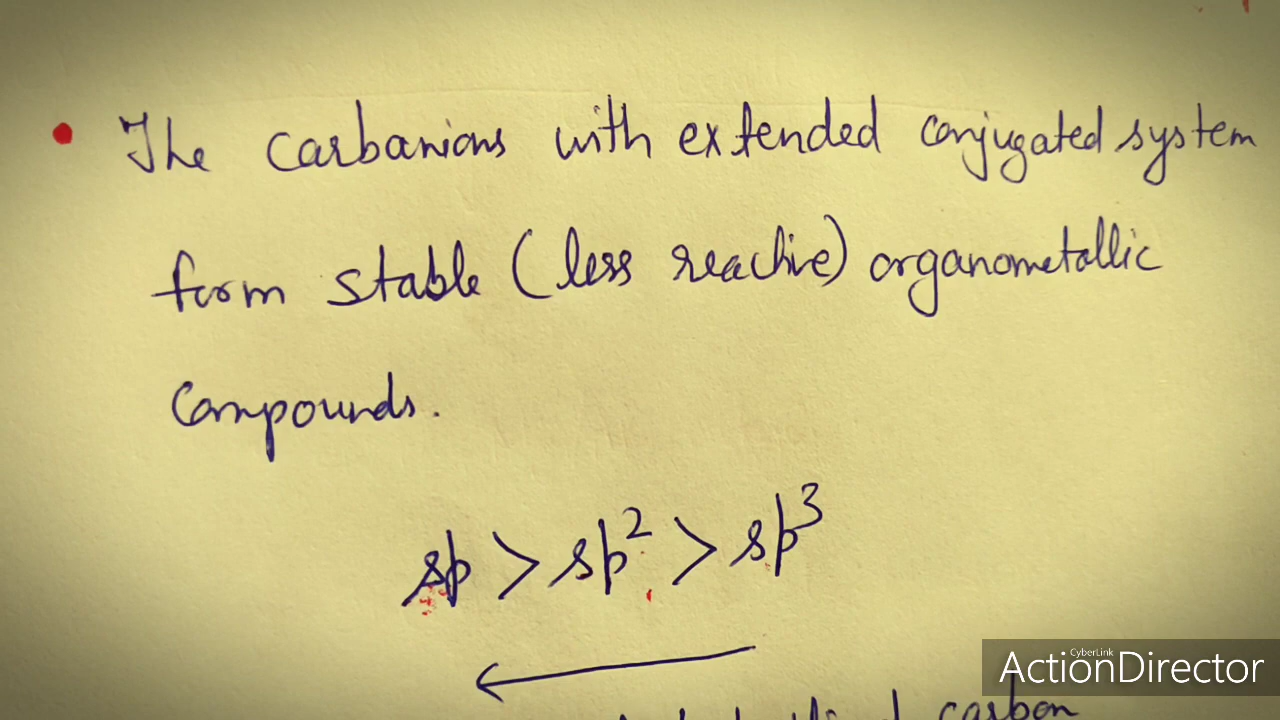 • The carbanions with extended conjugated system
form stable (less reactive) organometallic
compounds.
sp > sp² > sp³
←
carbon
CyberLink
ActionDirector